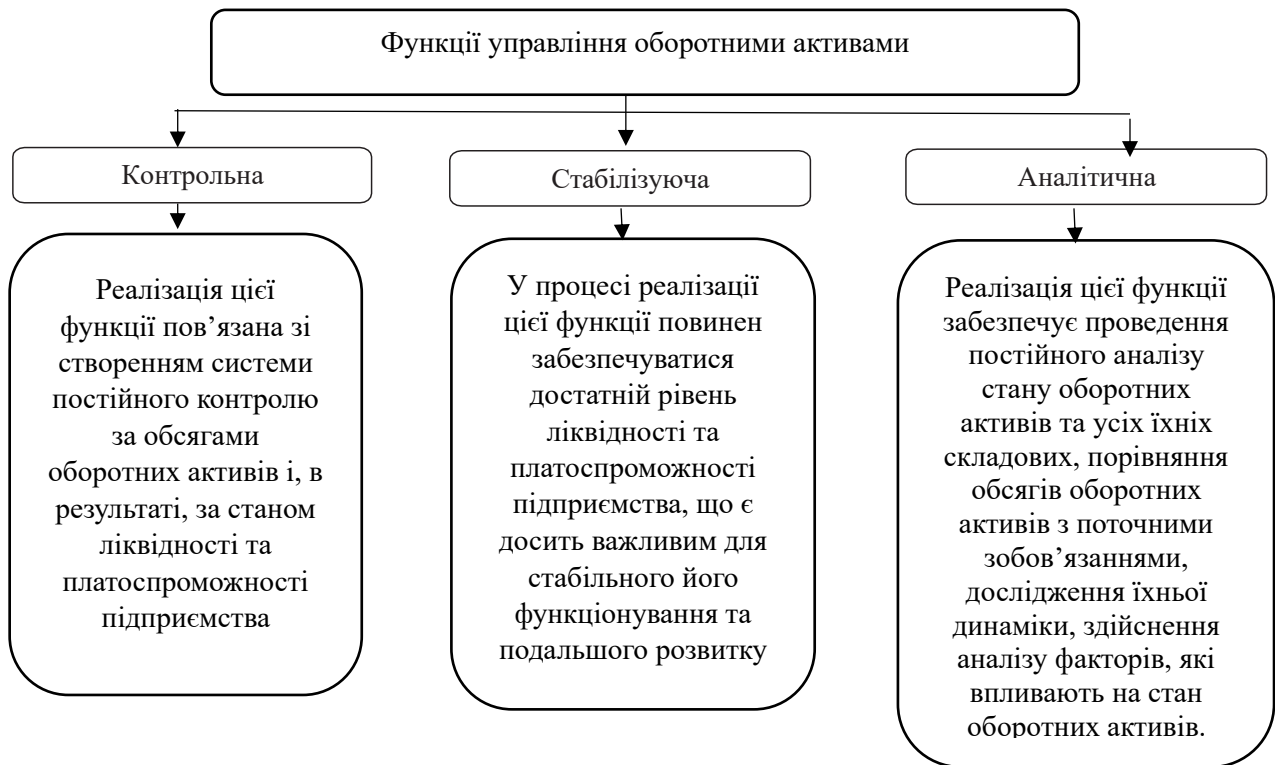 Функції управління оборотними активами
Контрольна
Стабілізуюча
Аналітична
Реалізація цієї
функції пов’язана зі
створенням системи
постійного контролю
за обсягами
оборотних активів і, в
результаті, за станом
ліквідності та
платоспроможності
підприємства
У процесі реалізації
цієї функції повинен
забезпечуватися
достатній рівень
ліквідності та
платоспроможності
підприємства, що є
досить важливим для
стабільного його
функціонування та
подальшого розвитку
Реалізація цієї функції
забезпечує проведення
постійного аналізу
стану оборотних
активів та усіх їхніх
складових, порівняння
обсягів оборотних
активів з поточними
зобов’язаннями,
дослідження їхньої
динаміки, здійснення
аналізу факторів, які
впливають на стан
оборотних активів.